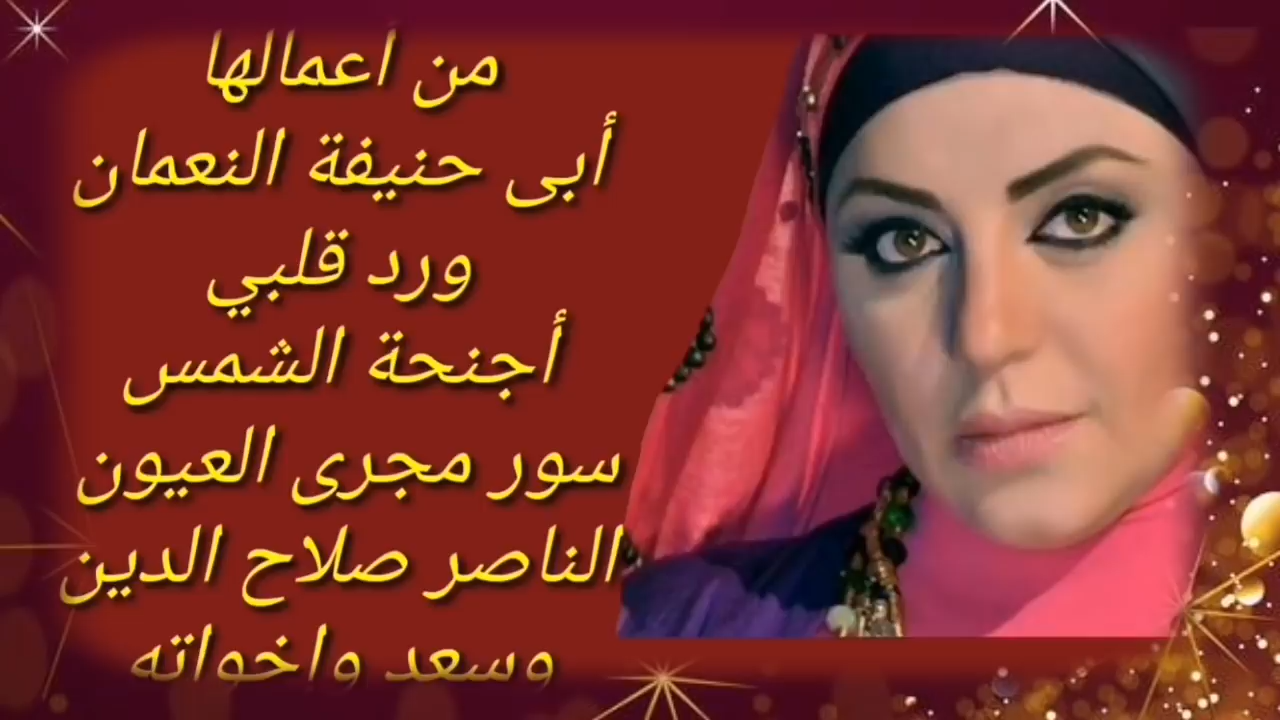 من اعمالها
أبى حنيفة النعمان
ورد قلبي
أجنحة الشمس
سور مجرى العيون
الناصر صلاح الدين
وسعد واخواته